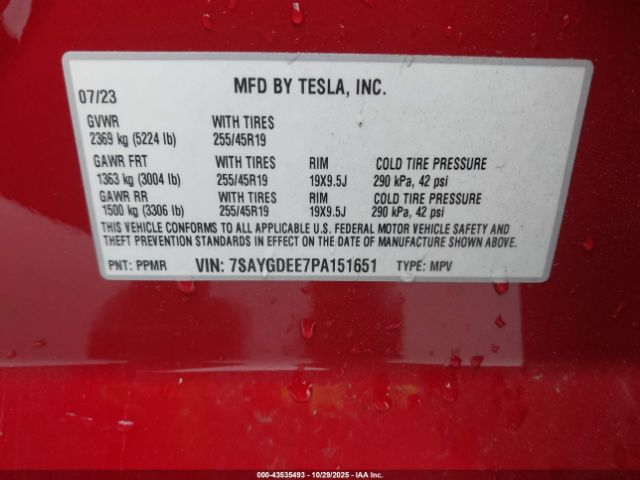 MFD BY TESLA, INC.
07/23
GVWR WITH TIRES
2369 kg (5224 lb) 255/45R19
GAWR FRT WITH TIRES RIM COLD TIRE PRESSURE
1363 kg (3004 lb) 255/45R19 19X9.5J 290 kPa, 42 psi
GAWR RR WITH TIRES RIM COLD TIRE PRESSURE
1500 kg (3306 lb) 255/45R19 19X9.5J 290 kPa, 42 psi
THIS VEHICLE CONFORMS TO ALL APPLICABLE U.S. FEDERAL MOTOR VEHICLE SAFETY AND
THEFT PREVENTION STANDARDS IN EFFECT ON THE DATE OF MANUFACTURE SHOWN ABOVE.
PNT: PPMR VIN: 7SAYGDEE7PA151651 TYPE: MPV
000-43535493 - 10/29/2025 - IAA Inc.